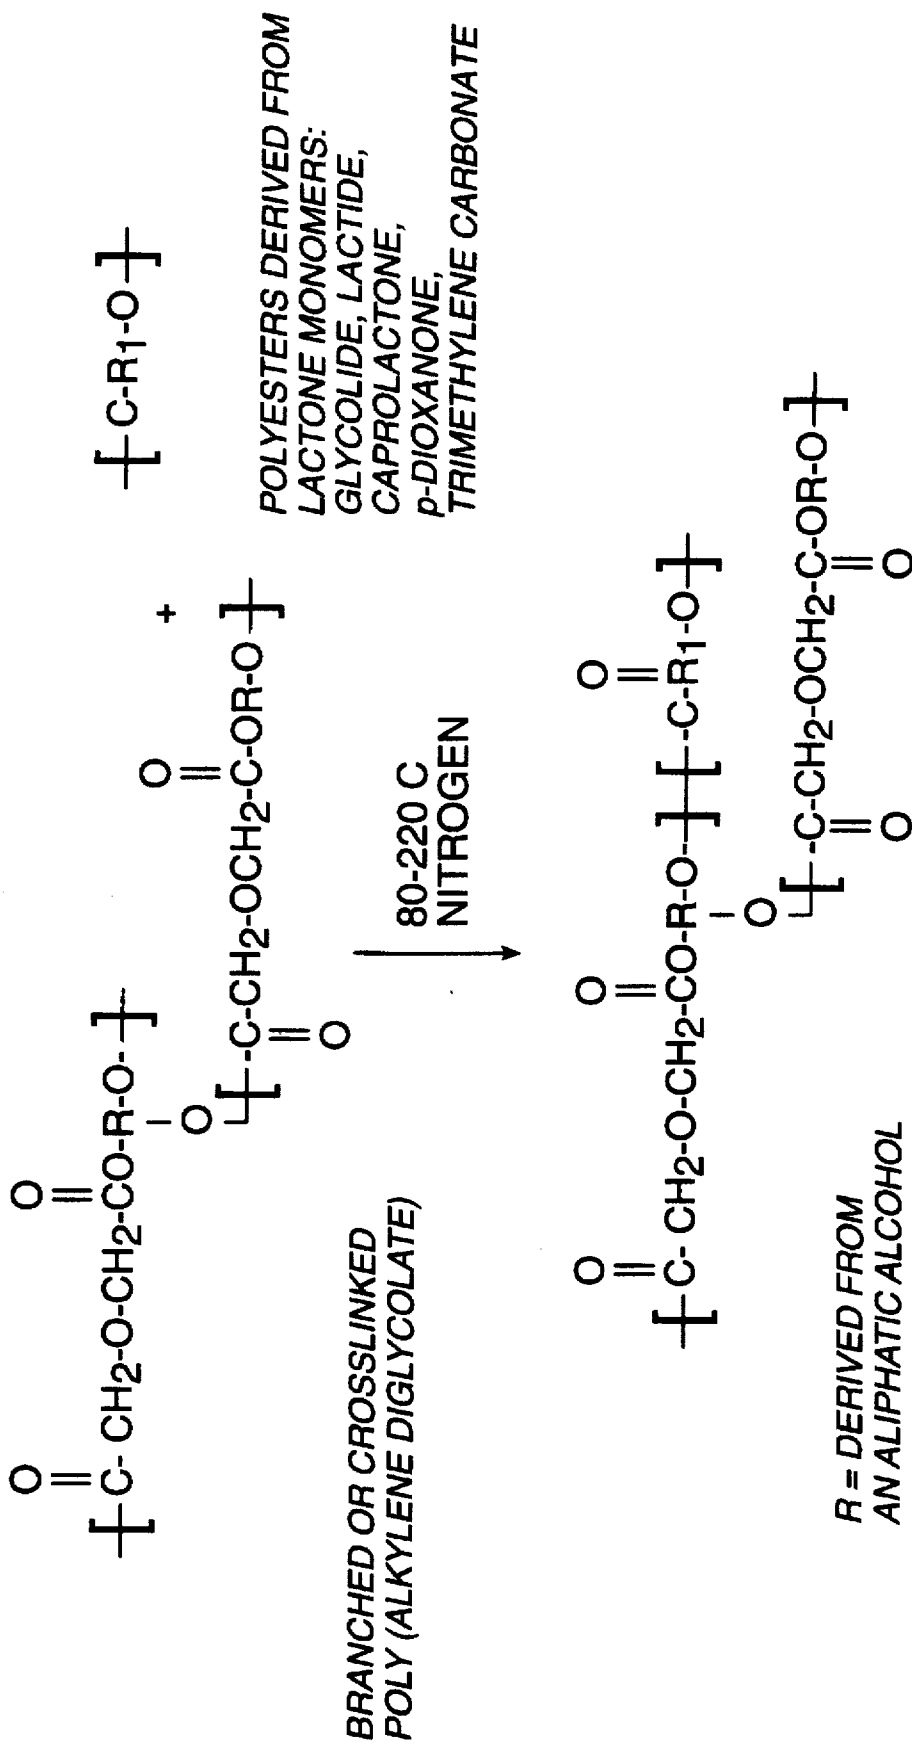 O O
[ C- CH2-O-CH2-CO-R-O- ]
O
[ -C-CH2-OCH2-C-OR-O ]
O O
+
[ C-R1-O ]
BRANCHED OR CROSSLINKED
POLY (ALKYLENE DIGLYCOLATE)
POLYESTERS DERIVED FROM
LACTONE MONOMERS:
GLYCOLIDE, LACTIDE,
CAPROLACTONE,
p-DIOXANONE,
TRIMETHYLENE CARBONATE
80-220 C
NITROGEN
O O O
[ C- CH2-O-CH2-CO-R-O- ] [ -C-R1-O ]
O
[ -C-CH2-OCH2-C-OR-O ]
O O
R = DERIVED FROM
AN ALIPHATIC ALCOHOL